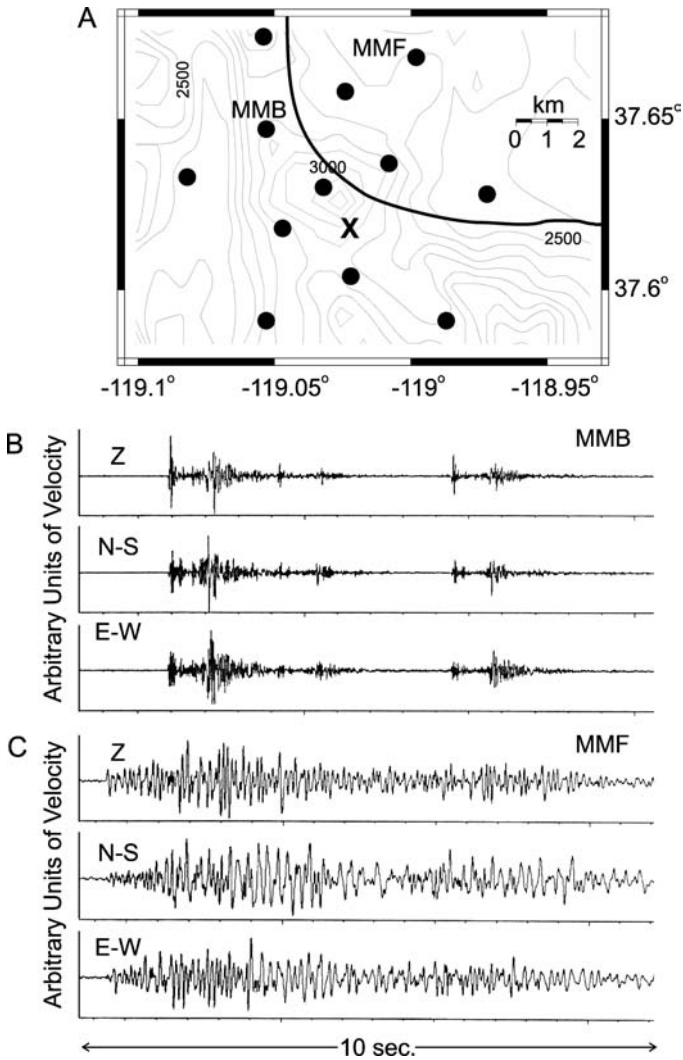 A
MMF
2500
MMB
km
0 1 2
37.65°
3000
2500
37.6°
-119.1° -119.05° -119° -118.95°
B
Z
MMB
N-S
E-W
Arbitrary Units of Velocity
C
Z
MMF
N-S
E-W
Arbitrary Units of Velocity
10 sec.
X